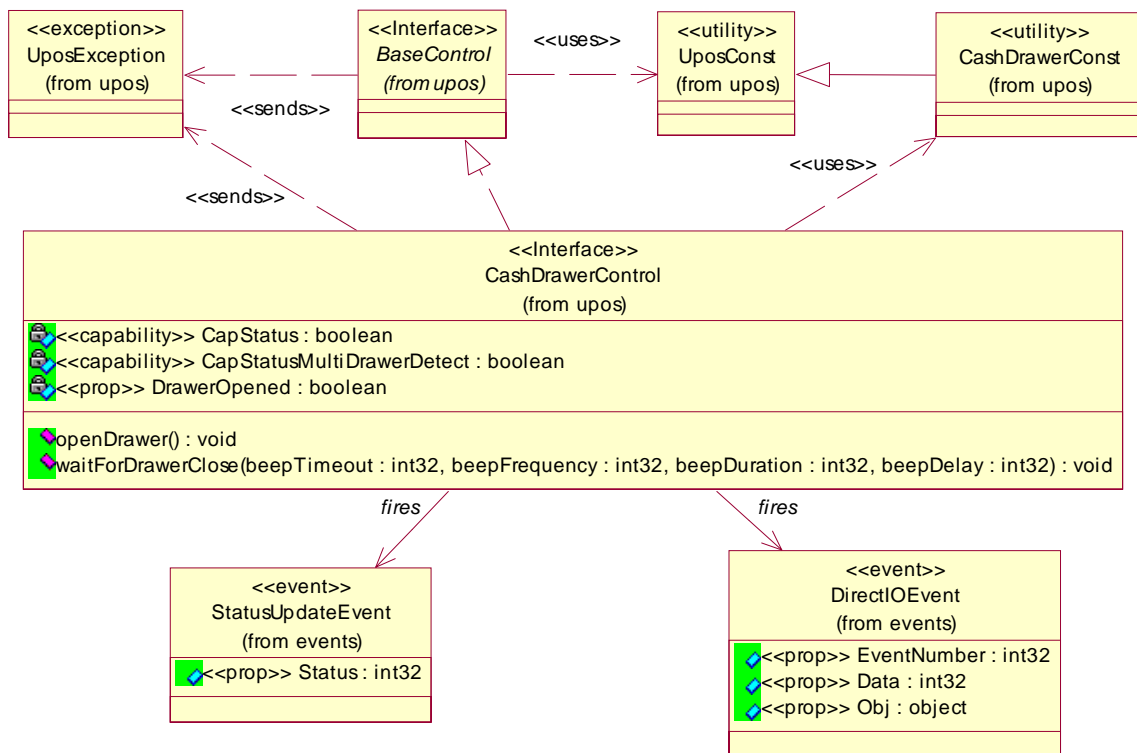 <<exception>>
UposException
(from upos)
<<Interface>>
BaseControl
(from upos)
<<uses>>
<<utility>>
UposConst
(from upos)
<<utility>>
CashDrawerConst
(from upos)
<<sends>>
<<sends>>
<<uses>>
<<Interface>>
CashDrawerControl
(from upos)
<<capability>> CapStatus : boolean
<<capability>> CapStatusMultiDrawerDetect : boolean
<<prop>> DrawerOpened : boolean
openDrawer() : void
waitForDrawerClose(beepTimeout : int32, beepFrequency : int32, beepDuration : int32, beepDelay : int32) : void
fires
fires
<<event>>
StatusUpdateEvent
(from events)
<<prop>> Status : int32
<<event>>
DirectIOEvent
(from events)
<<prop>> EventNumber : int32
<<prop>> Data : int32
<<prop>> Obj : object